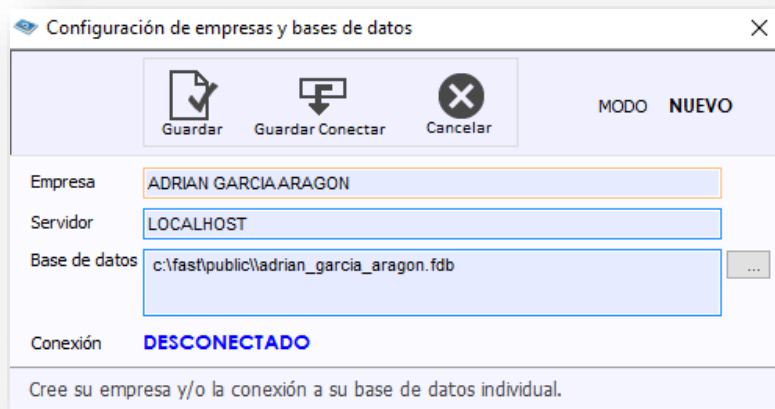 Configuración de empresas y bases de datos
Guardar Guardar Conectar Cancelar MODO NUEVO
Empresa ADRIAN GARCIA ARAGON
Servidor LOCALHOST
Base de datos c:\fast\public\\adrian_garcia_aragon.fdb ...
Conexión DESCONECTADO
Cree su empresa y/o la conexión a su base de datos individual.